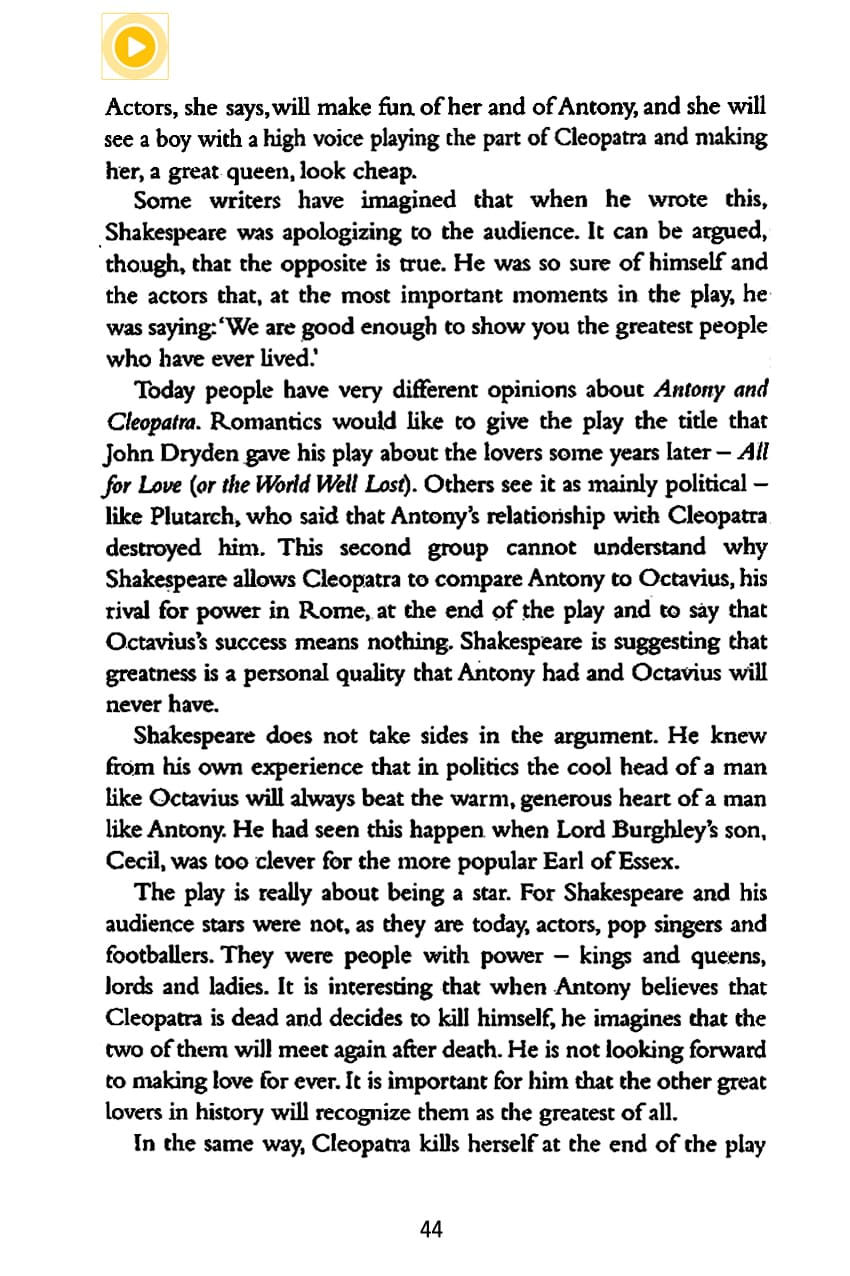 Actors, she says, will make fun of her and of Antony, and she will
see a boy with a high voice playing the part of Cleopatra and making
her, a great queen, look cheap.
Some writers have imagined that when he wrote this,
Shakespeare was apologizing to the audience. It can be argued,
though, that the opposite is true. He was so sure of himself and
the actors that, at the most important moments in the play, he
was saying: ‘We are good enough to show you the greatest people
who have ever lived.’
Today people have very different opinions about Antony and
Cleopatra. Romantics would like to give the play the title that
John Dryden gave his play about the lovers some years later – All
for Love (or the World Well Lost). Others see it as mainly political –
like Plutarch, who said that Antony’s relationship with Cleopatra
destroyed him. This second group cannot understand why
Shakespeare allows Cleopatra to compare Antony to Octavius, his
rival for power in Rome, at the end of the play and to say that
Octavius’s success means nothing. Shakespeare is suggesting that
greatness is a personal quality that Antony had and Octavius will
never have.
Shakespeare does not take sides in the argument. He knew
from his own experience that in politics the cool head of a man
like Octavius will always beat the warm, generous heart of a man
like Antony. He had seen this happen when Lord Burghley’s son,
Cecil, was too clever for the more popular Earl of Essex.
The play is really about being a star. For Shakespeare and his
audience stars were not, as they are today, actors, pop singers and
footballers. They were people with power – kings and queens,
lords and ladies. It is interesting that when Antony believes that
Cleopatra is dead and decides to kill himself, he imagines that the
two of them will meet again after death. He is not looking forward
to making love for ever. It is important for him that the other great
lovers in history will recognize them as the greatest of all.
In the same way, Cleopatra kills herself at the end of the play
44